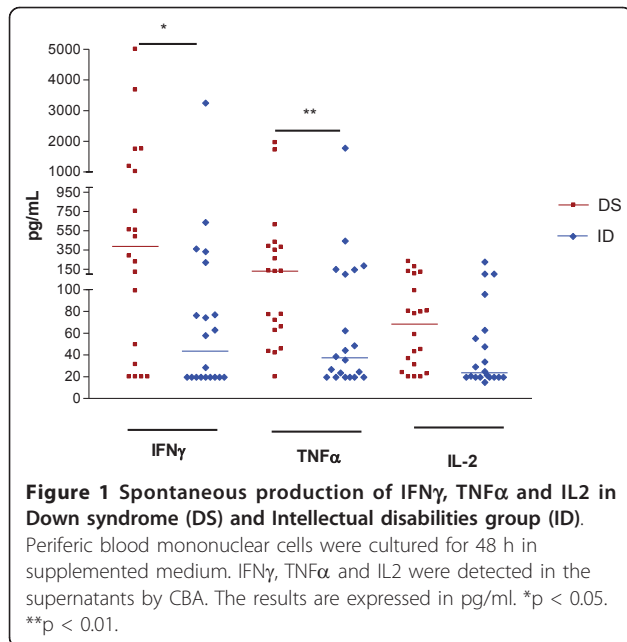 *
**
5000
4000
3000
2000
1000
950
750
550
350
150
100
80
60
40
20
0
pg/mL
DS
ID
IFNγ
TNFα
IL-2
Figure 1 Spontaneous production of IFNγ, TNFα and IL2 in
Down syndrome (DS) and Intellectual disabilities group (ID).
Periferic blood mononuclear cells were cultured for 48 h in
supplemented medium. IFNγ, TNFα and IL2 were detected in the
supernatants by CBA. The results are expressed in pg/ml. *p < 0.05.
**p < 0.01.